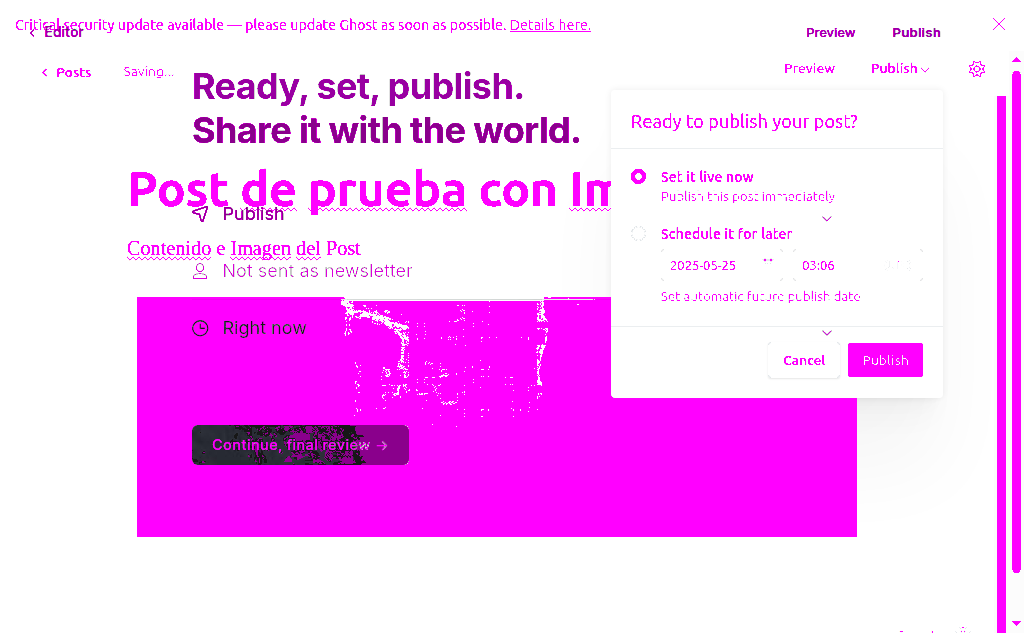 Critical security update available — please update Ghost as soon as possible. Details here.
Editor
Preview
Publish
Posts
Saving...
Preview
Publish
Ready, set, publish.
Share it with the world.
Ready to publish your post?
Set it live now
Publish this post immediately
Post de prueba con Im
Publish
Schedule it for later
Contenido e Imagen del Post
2025-05-25
03:06
Not sent as newsletter
Set automatic future publish date
Right now
Cancel
Publish
Continue, final review →